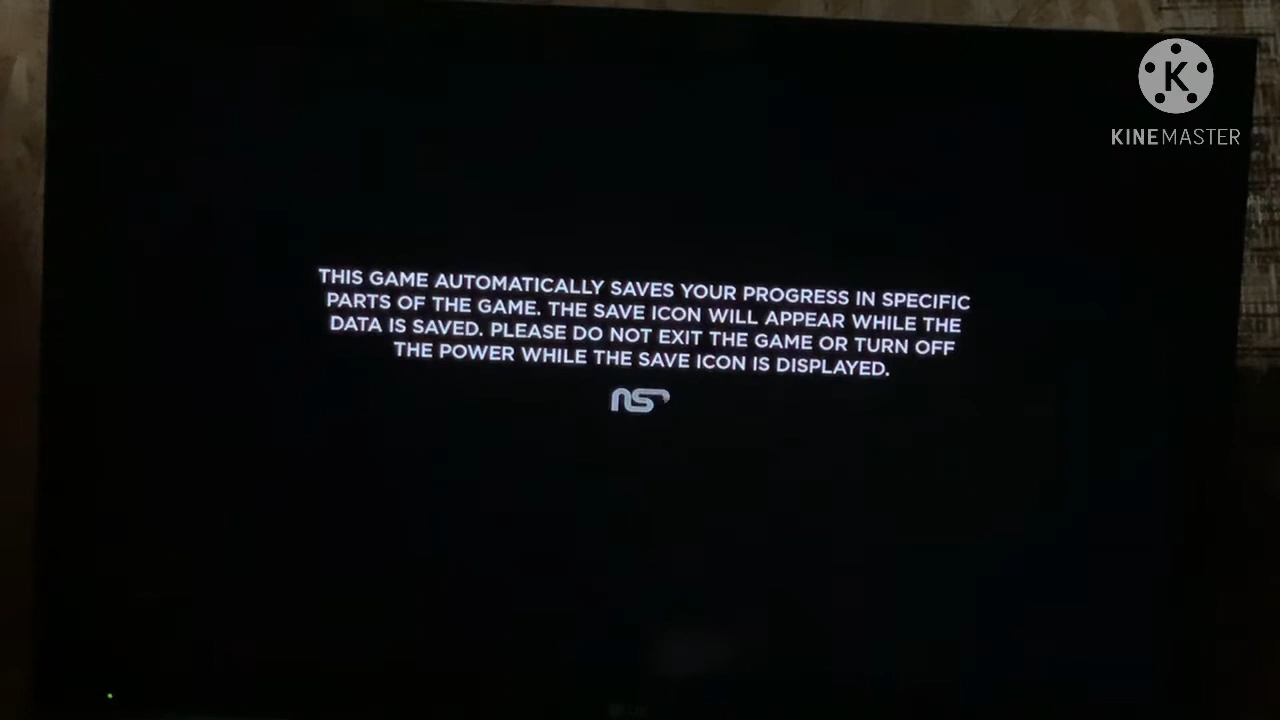 K
KINEMASTER
THIS GAME AUTOMATICALLY SAVES YOUR PROGRESS IN SPECIFIC
PARTS OF THE GAME. THE SAVE ICON WILL APPEAR WHILE THE
DATA IS SAVED. PLEASE DO NOT EXIT THE GAME OR TURN OFF
THE POWER WHILE THE SAVE ICON IS DISPLAYED.
ns